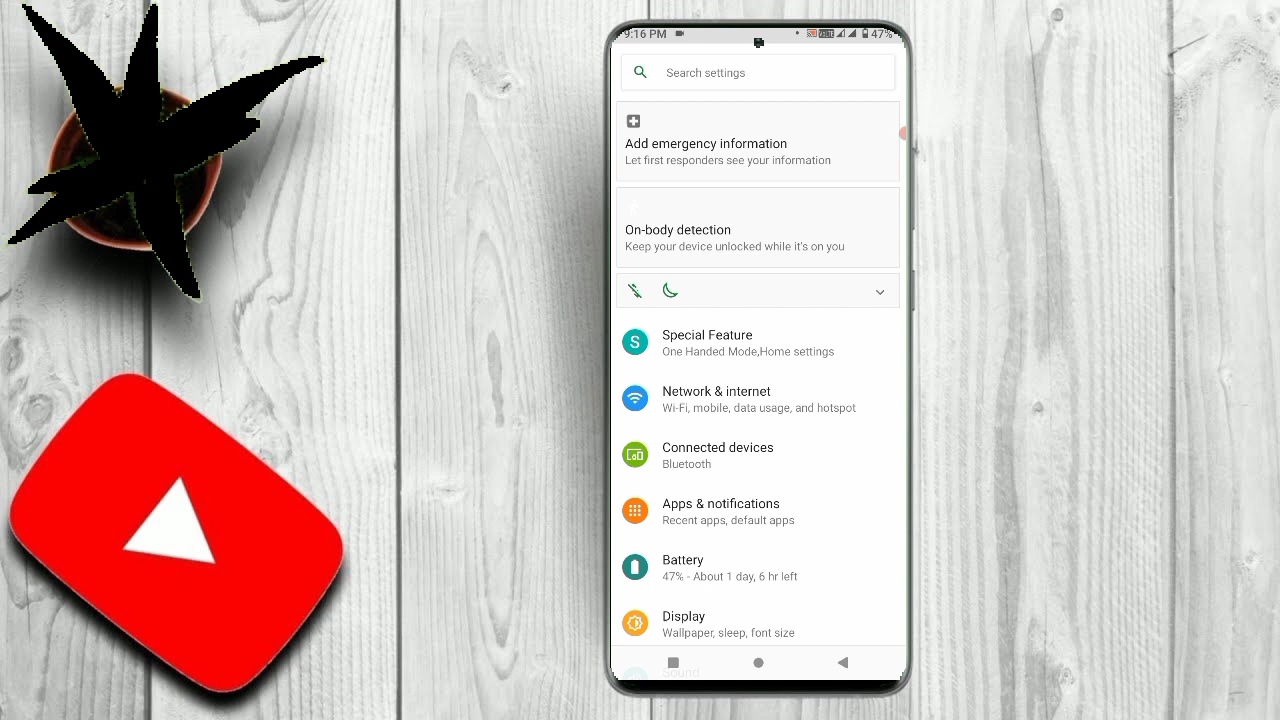 9:16 PM 47%
Search settings
Add emergency information
Let first responders see your information
On-body detection
Keep your device unlocked while it's on you
S
Special Feature
One Handed Mode,Home settings
Network & internet
Wi-Fi, mobile, data usage, and hotspot
Connected devices
Bluetooth
Apps & notifications
Recent apps, default apps
Battery
47% - About 1 day, 6 hr left
Display
Wallpaper, sleep, font size
Sound